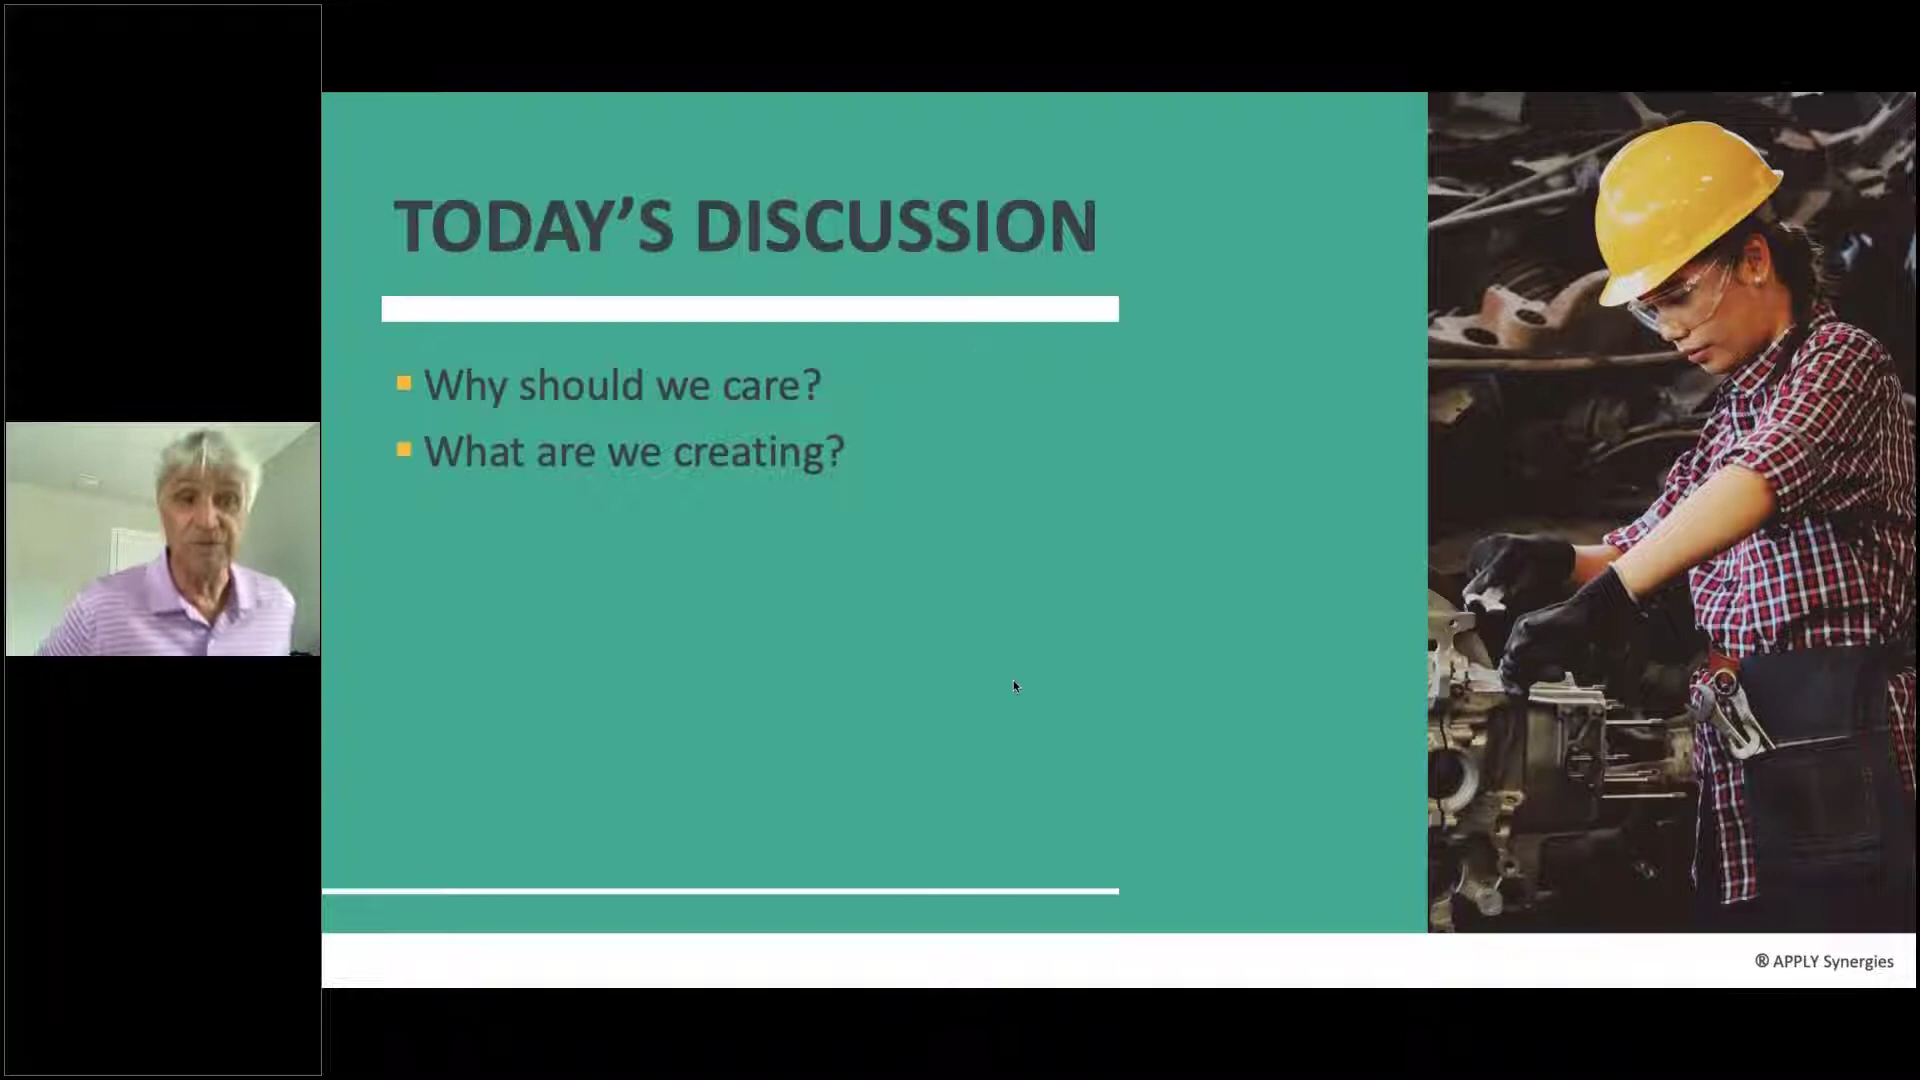 TODAY’S DISCUSSION
Why should we care?
What are we creating?
® APPLY Synergies